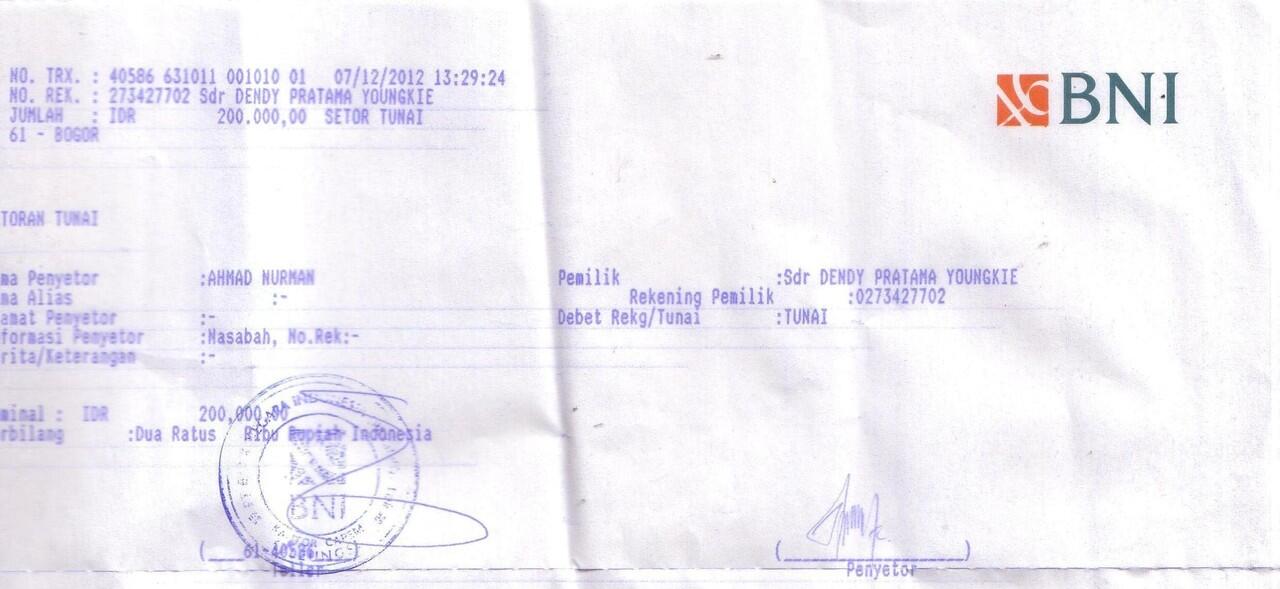 NO. TRX. : 40586 631011 001010 01 07/12/2012 13:29:24
NO. REK. : 273427702 Sdr DENDY PRATAMA YOUNGKIE
JUMLAH : IDR 200.000,00 SETOR TUNAI
61 - BOGOR
BNI
TORAN TUNAI
ma Penyetor :AHMAD NURMAN Pemilik :Sdr DENDY PRATAMA YOUNGKIE
ma Alias :- Rekening Pemilik :0273427702
amat Penyetor :- Debet Rekg/Tunai :TUNAI
formasi Penyetor :Nasabah, No.Rek:-
rita/Keterangan :-
minal : IDR 200,000.00
rbilang :Dua Ratus Ribu Rupiah Indonesia
BNI
KANTOR CAPEM
( 61-40586 ) ( )
Teller Penyetor